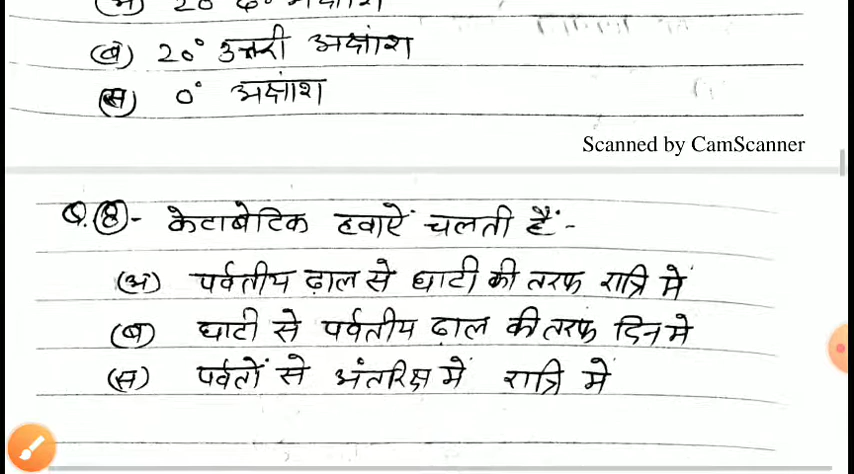 (ब) 20° उत्तरी अक्षांश
(स) 0° अक्षांश
Scanned by CamScanner
Q.(8)- केटाबेटिक हवाऐं चलती हैं -
(अ) पर्वतीय ढ़ाल से घाटी की तरफ रात्रि में
(ब) घाटी से पर्वतीय ढ़ाल की तरफ दिन मे
(स) पर्वतों से अंतरिक्ष में रात्रि में